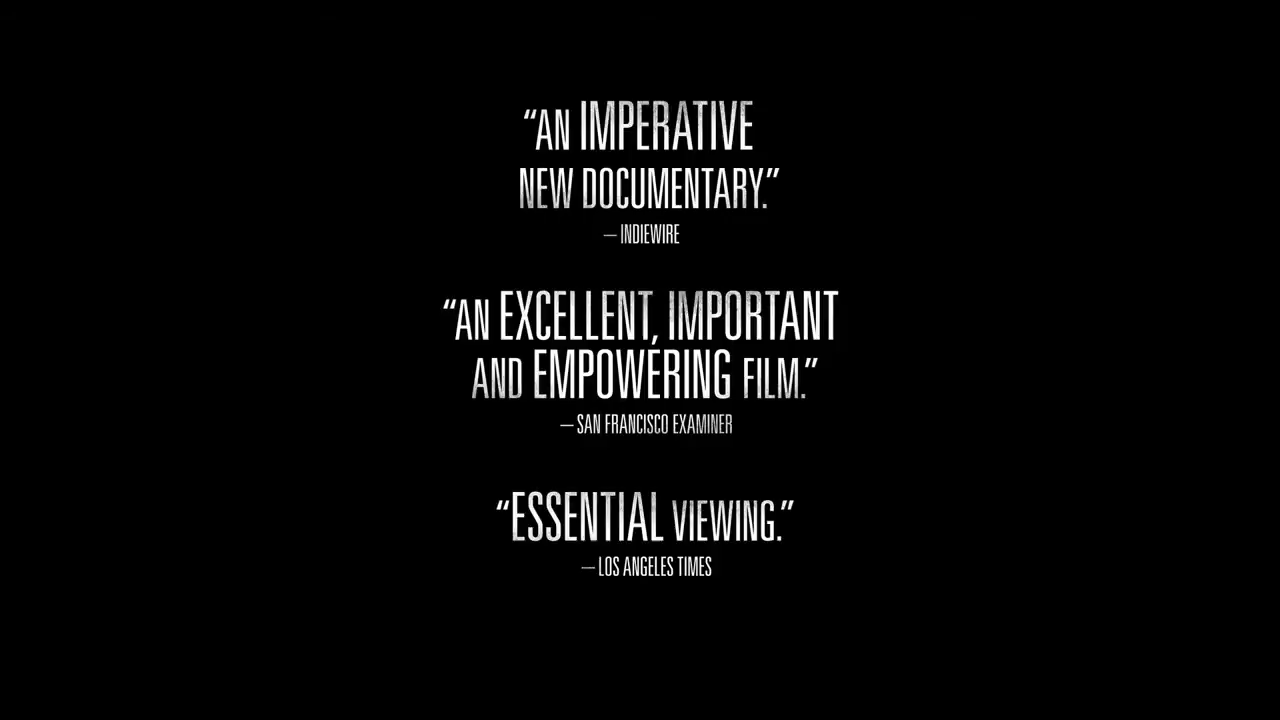 “AN IMPERATIVE
NEW DOCUMENTARY.”
– INDIEWIRE
“AN EXCELLENT, IMPORTANT
AND EMPOWERING FILM.”
– SAN FRANCISCO EXAMINER
“ESSENTIAL VIEWING.”
– LOS ANGELES TIMES